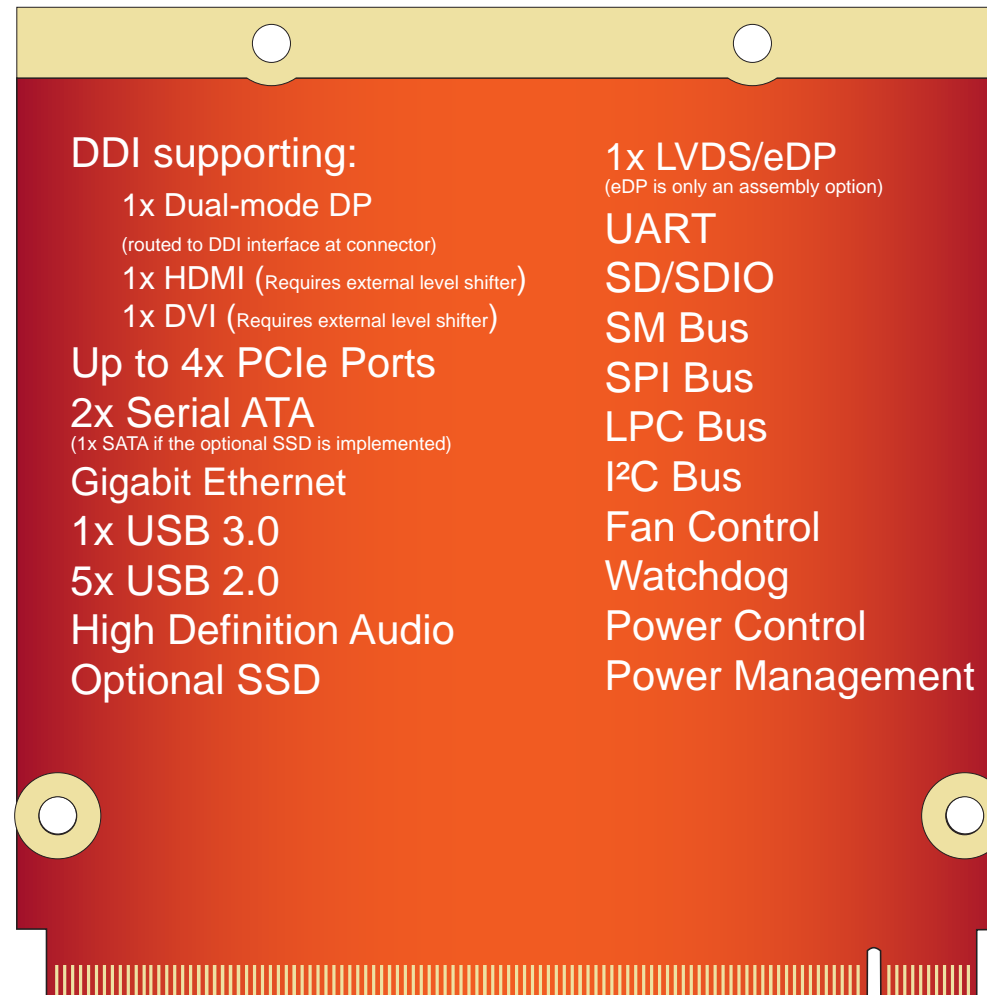 DDI supporting:
1x Dual-mode DP
(routed to DDI interface at connector)
1x HDMI (Requires external level shifter)
1x DVI (Requires external level shifter)
Up to 4x PCIe Ports
2x Serial ATA
(1x SATA if the optional SSD is implemented)
Gigabit Ethernet
1x USB 3.0
5x USB 2.0
High Definition Audio
Optional SSD
1x LVDS/eDP
(eDP is only an assembly option)
UART
SD/SDIO
SM Bus
SPI Bus
LPC Bus
I²C Bus
Fan Control
Watchdog
Power Control
Power Management